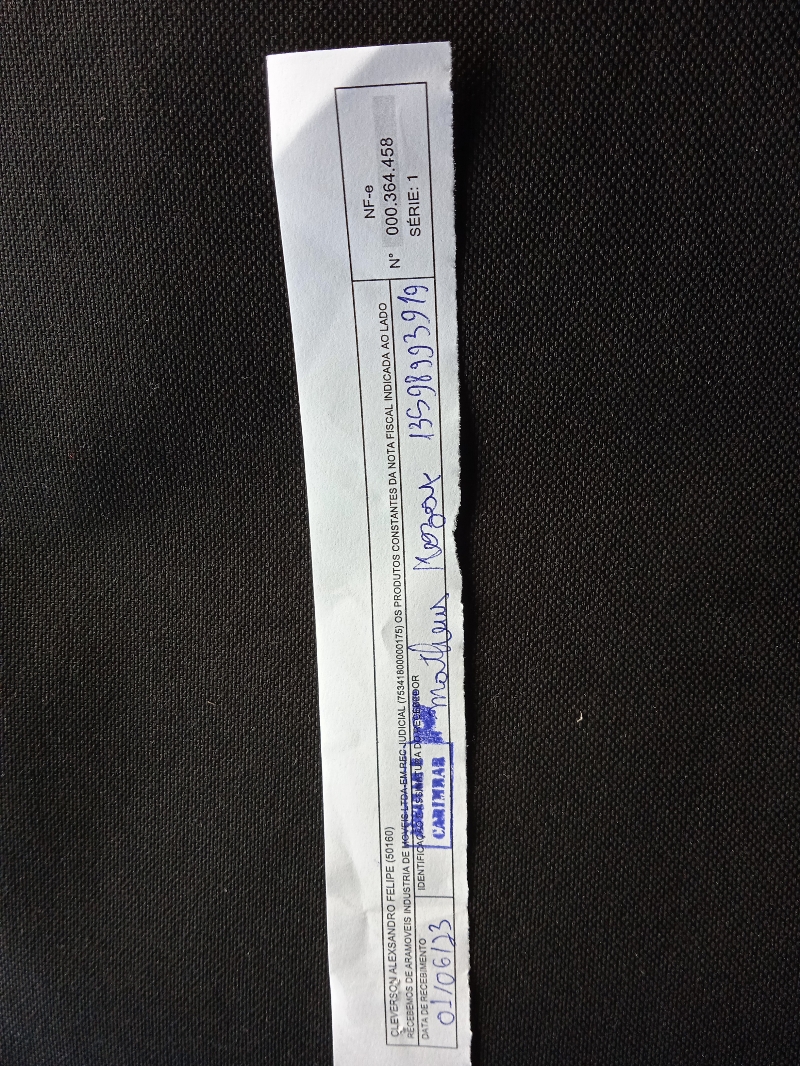 CLEVERSON ALEXSANDRO FELIPE (50160)
RECEBEMOS DE ARAMOVEIS INDUSTRIA DE MOVEIS LTDA EM REC JUDICIAL (75341800000175) OS PRODUTOS CONSTANTES DA NOTA FISCAL INDICADA AO LADO
DATA DE RECEBIMENTO
01/06/23
IDENTIFICAÇÃO E ASSINATURA DO RECEBEDOR
CARIMBAR
Matheus 13598993919
NF-e
N° 000.364.458
SÉRIE: 1